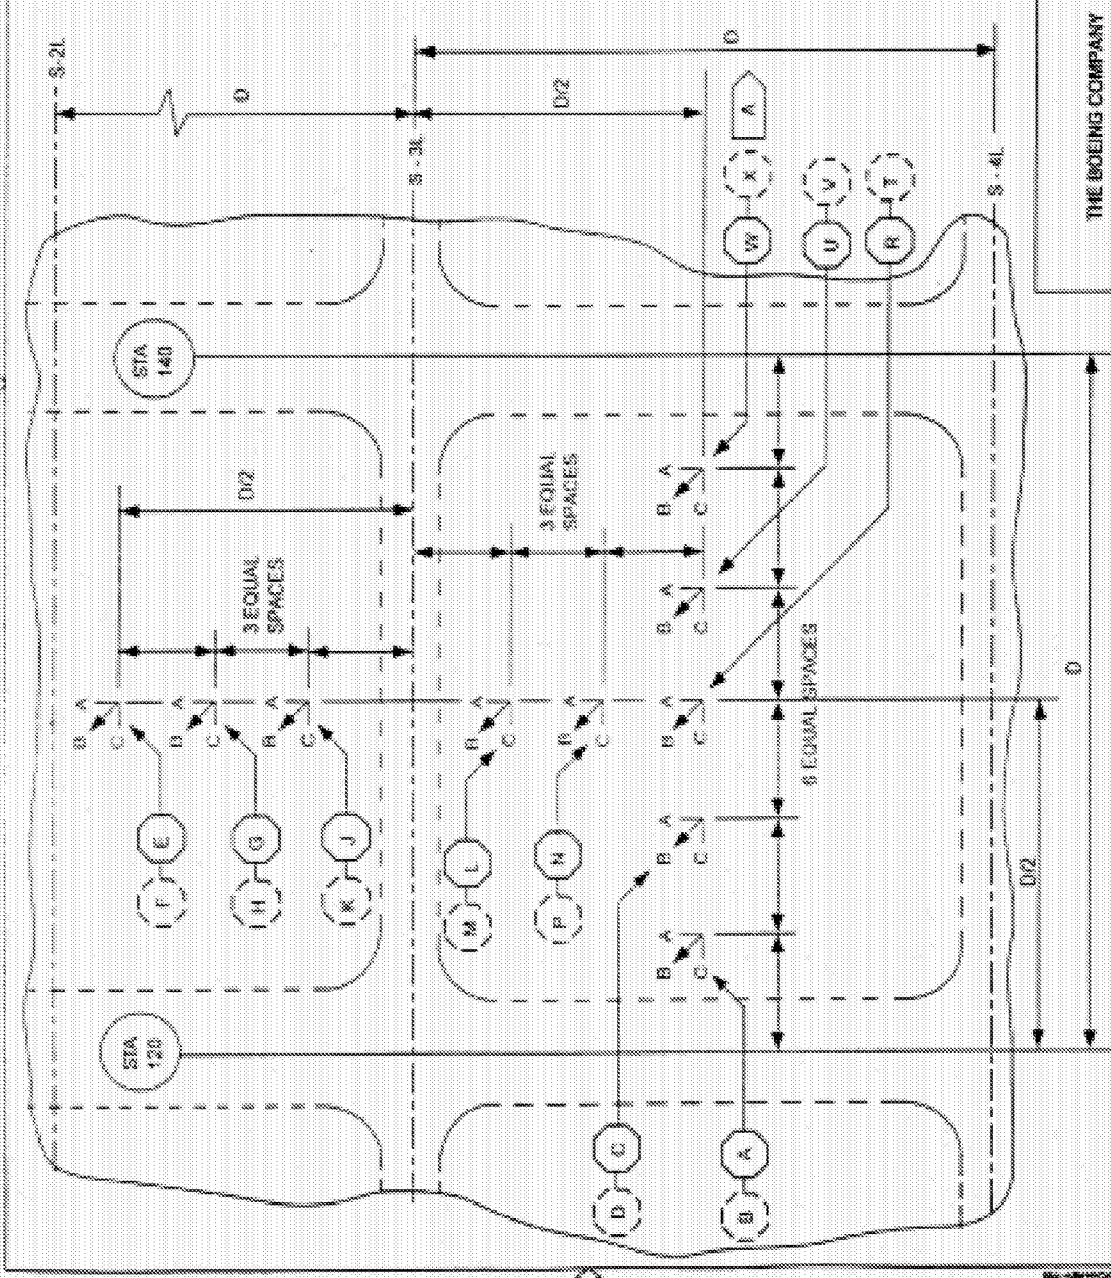 S-2L
D
S - 3L
D/2
D
S - 4L
X
A
W
V
U
T
R
STA
140
D/2
3 EQUAL
SPACES
3 EQUAL
SPACES
A
B
C
A
B
C
A
B
C
A
B
C
A
B
C
A
B
C
A
B
C
A
B
C
A
B
C
A
B
C
6 EQUAL SPACES
D
D/2
E
F
G
H
J
K
L
M
N
P
STA
120
C
D
A
B
THE BOEING COMPANY